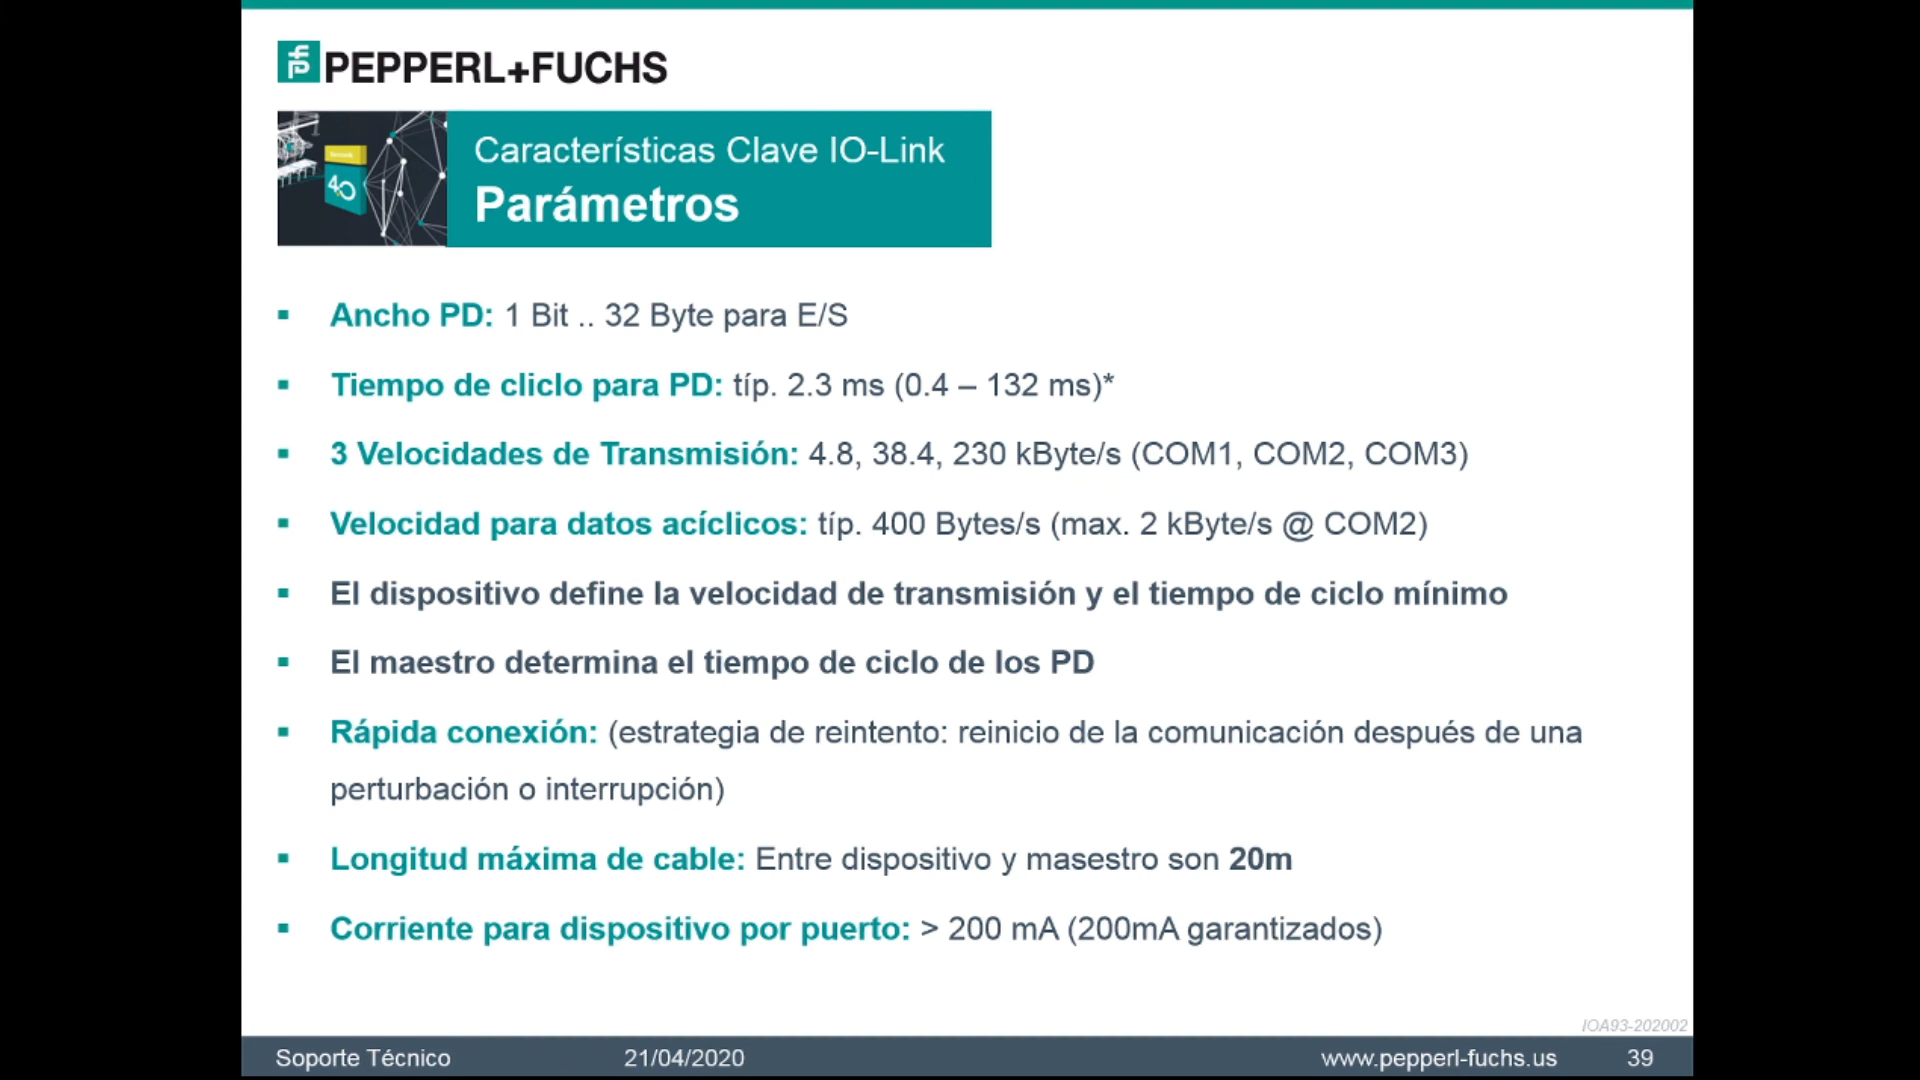 PEPPERL+FUCHS
Características Clave IO-Link
Parámetros
4.0
Ancho PD: 1 Bit .. 32 Byte para E/S
Tiempo de cliclo para PD: típ. 2.3 ms (0.4 – 132 ms)*
3 Velocidades de Transmisión: 4.8, 38.4, 230 kByte/s (COM1, COM2, COM3)
Velocidad para datos acíclicos: típ. 400 Bytes/s (max. 2 kByte/s @ COM2)
El dispositivo define la velocidad de transmisión y el tiempo de ciclo mínimo
El maestro determina el tiempo de ciclo de los PD
Rápida conexión: (estrategia de reintento: reinicio de la comunicación después de una
perturbación o interrupción)
Longitud máxima de cable: Entre dispositivo y masestro son 20m
Corriente para dispositivo por puerto: > 200 mA (200mA garantizados)
IOA93-202002
Soporte Técnico 21/04/2020 www.pepperl-fuchs.us 39